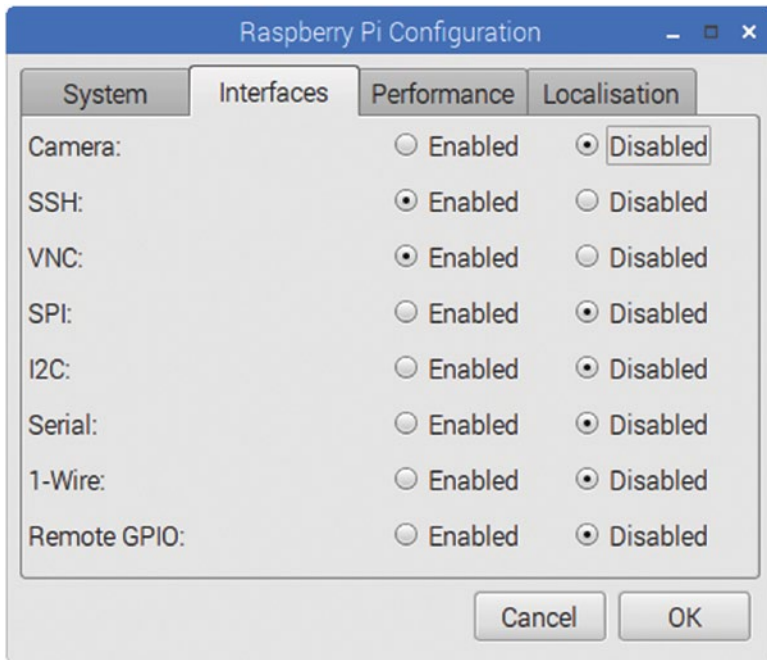 Raspberry Pi Configuration
System Interfaces Performance Localisation
Camera: Enabled Disabled
SSH: Enabled Disabled
VNC: Enabled Disabled
SPI: Enabled Disabled
I2C: Enabled Disabled
Serial: Enabled Disabled
1-Wire: Enabled Disabled
Remote GPIO: Enabled Disabled
Cancel OK